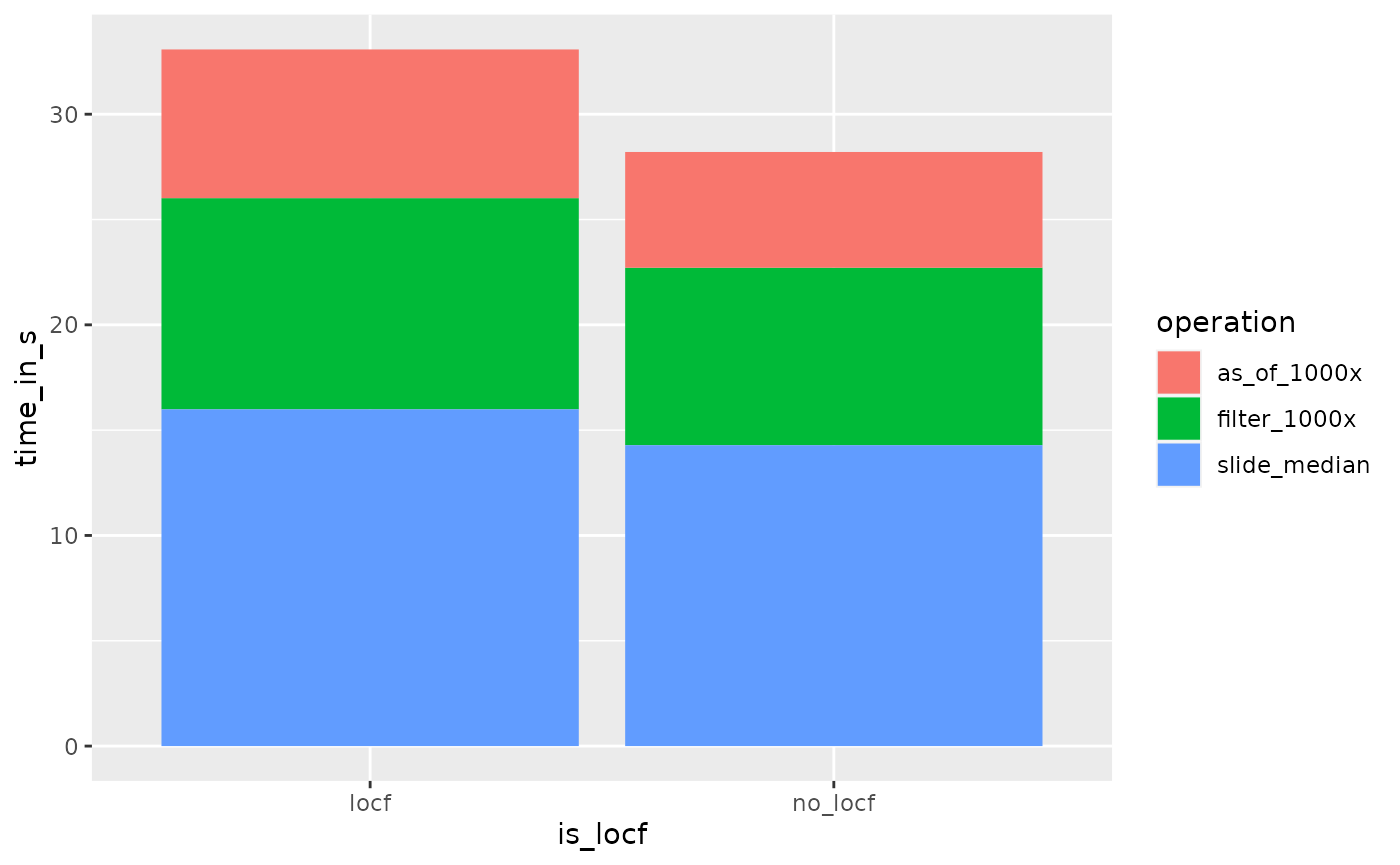 time_in_s
30
20
10
0
locf
no_locf
is_locf
operation
as_of_1000x
filter_1000x
slide_median